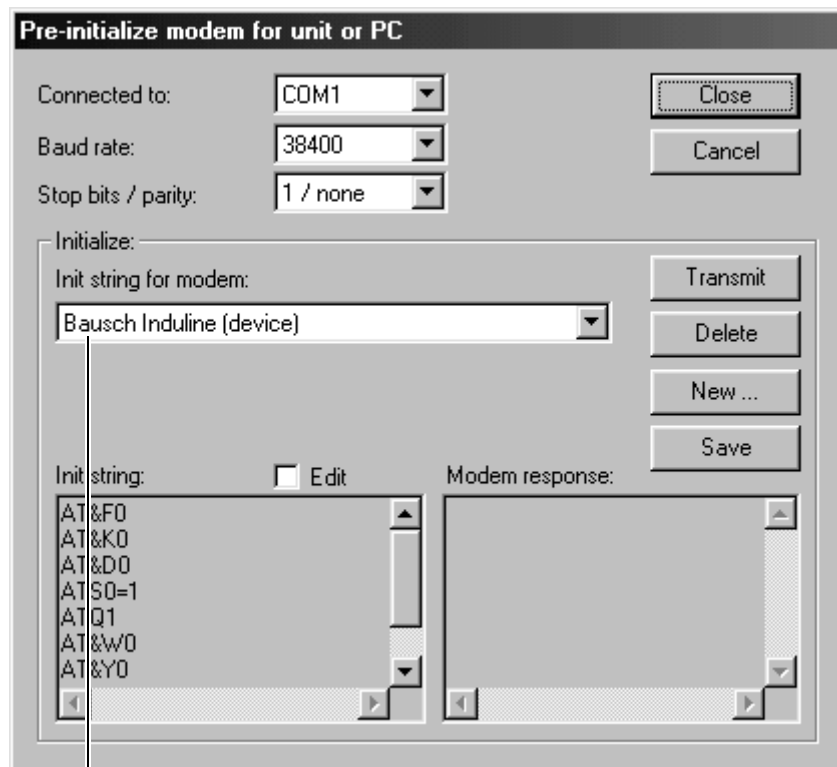 Pre-initialize modem for unit or PC
Connected to: COM1 Close
Baud rate: 38400 Cancel
Stop bits / parity: 1 / none
Initialize:
Init string for modem: Transmit
Bausch Induline (device) Delete
New ...
Save
Init string: Edit Modem response:
AT&F0
AT&K0
AT&D0
ATS0=1
ATQ1
AT&W0
AT&Y0